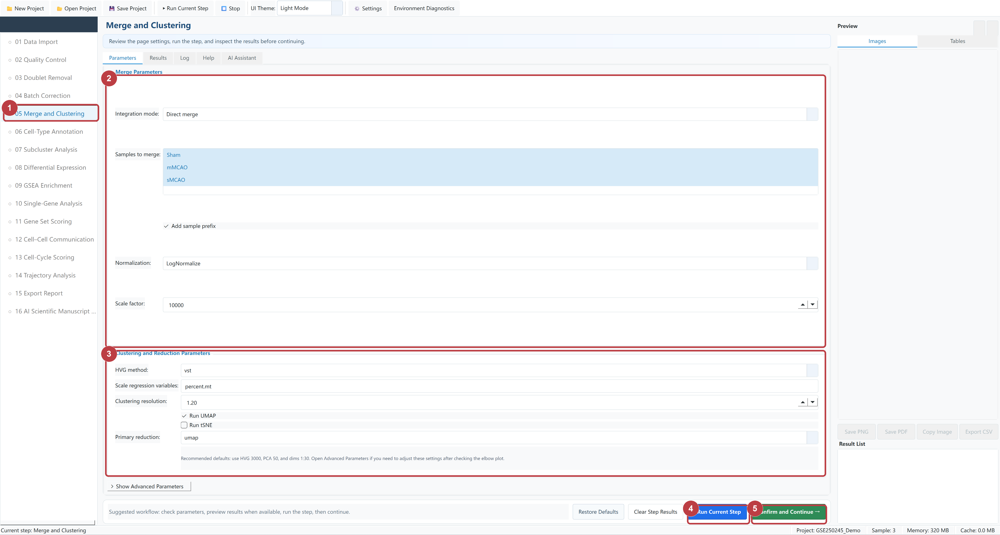 New Project Open Project Save Project Run Current Step Stop UI Theme: Light Mode Settings Environment Diagnostics
01 Data Import
02 Quality Control
03 Doublet Removal
04 Batch Correction
1
05 Merge and Clustering
06 Cell-Type Annotation
07 Subcluster Analysis
08 Differential Expression
09 GSEA Enrichment
10 Single-Gene Analysis
11 Gene Set Scoring
12 Cell–Cell Communication
13 Cell-Cycle Scoring
14 Trajectory Analysis
15 Export Report
16 AI Scientific Manuscript ...
Merge and Clustering
Review the page settings, run the step, and inspect the results before continuing.
Parameters Results Log Help AI Assistant
2
Merge Parameters
Integration mode: Direct merge
Samples to merge: Sham
mMCAO
sMCAO
Add sample prefix
Normalization: LogNormalize
Scale factor: 10000
3
Clustering and Reduction Parameters
HVG method: vst
Scale regression variables: percent.mt
Clustering resolution: 1.20
Run UMAP
Run tSNE
Primary reduction: umap
Recommended defaults: use HVG 3000, PCA 50, and dims 1:30. Open Advanced Parameters if you need to adjust these settings after checking the elbow plot.
> Show Advanced Parameters
Suggested workflow: check parameters, preview results when available, run the step, then continue.
Restore Defaults Clear Step Results 4 Run Current Step 5 nfirm and Continue →
Preview
Images Tables
Save PNG Save PDF Copy Image Export CSV
Result List
Current step: Merge and Clustering Project: GSE250245_Demo Sample: 3 Memory: 320 MB Cache: 0.0 MB